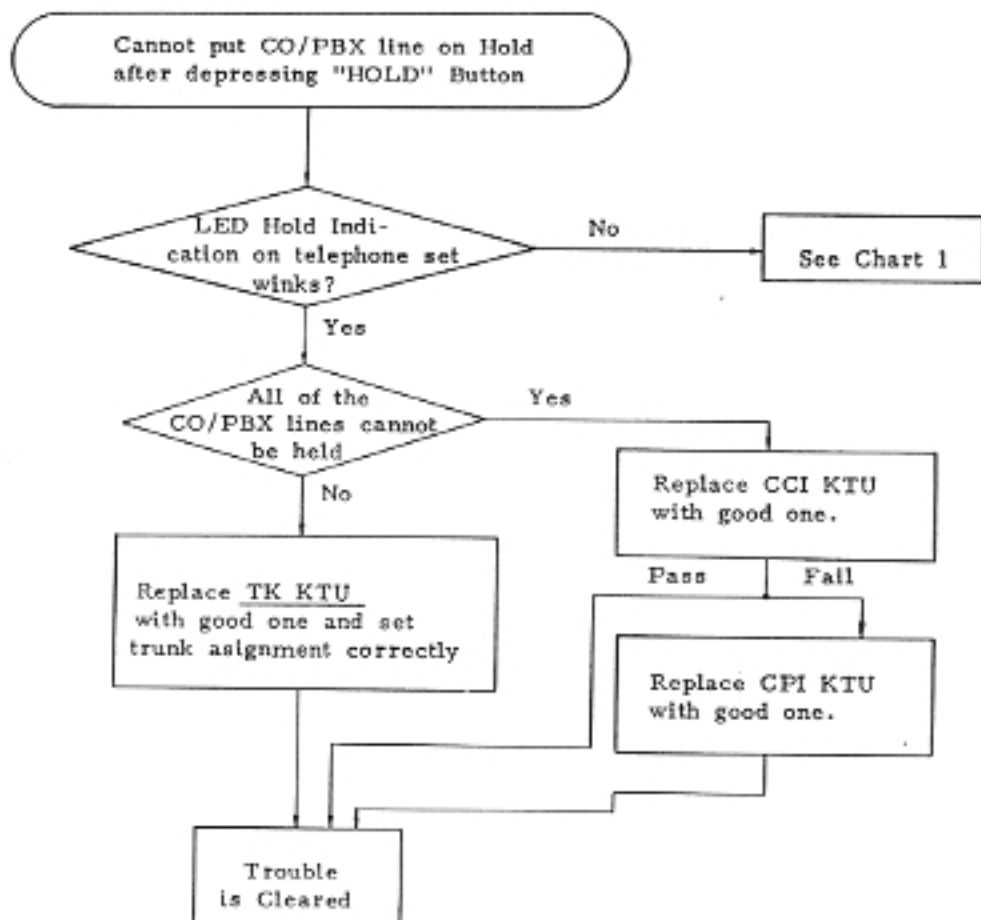 Cannot put CO/PBX line on Hold
after depressing "HOLD" Button
LED Hold Indi-
cation on telephone set
winks?
No
See Chart 1
Yes
All of the
CO/PBX lines cannot
be held
Yes
No
Replace CCI KTU
with good one.
Pass
Fail
Replace TK KTU
with good one and set
trunk asignment correctly
Replace CPI KTU
with good one.
Trouble
is Cleared